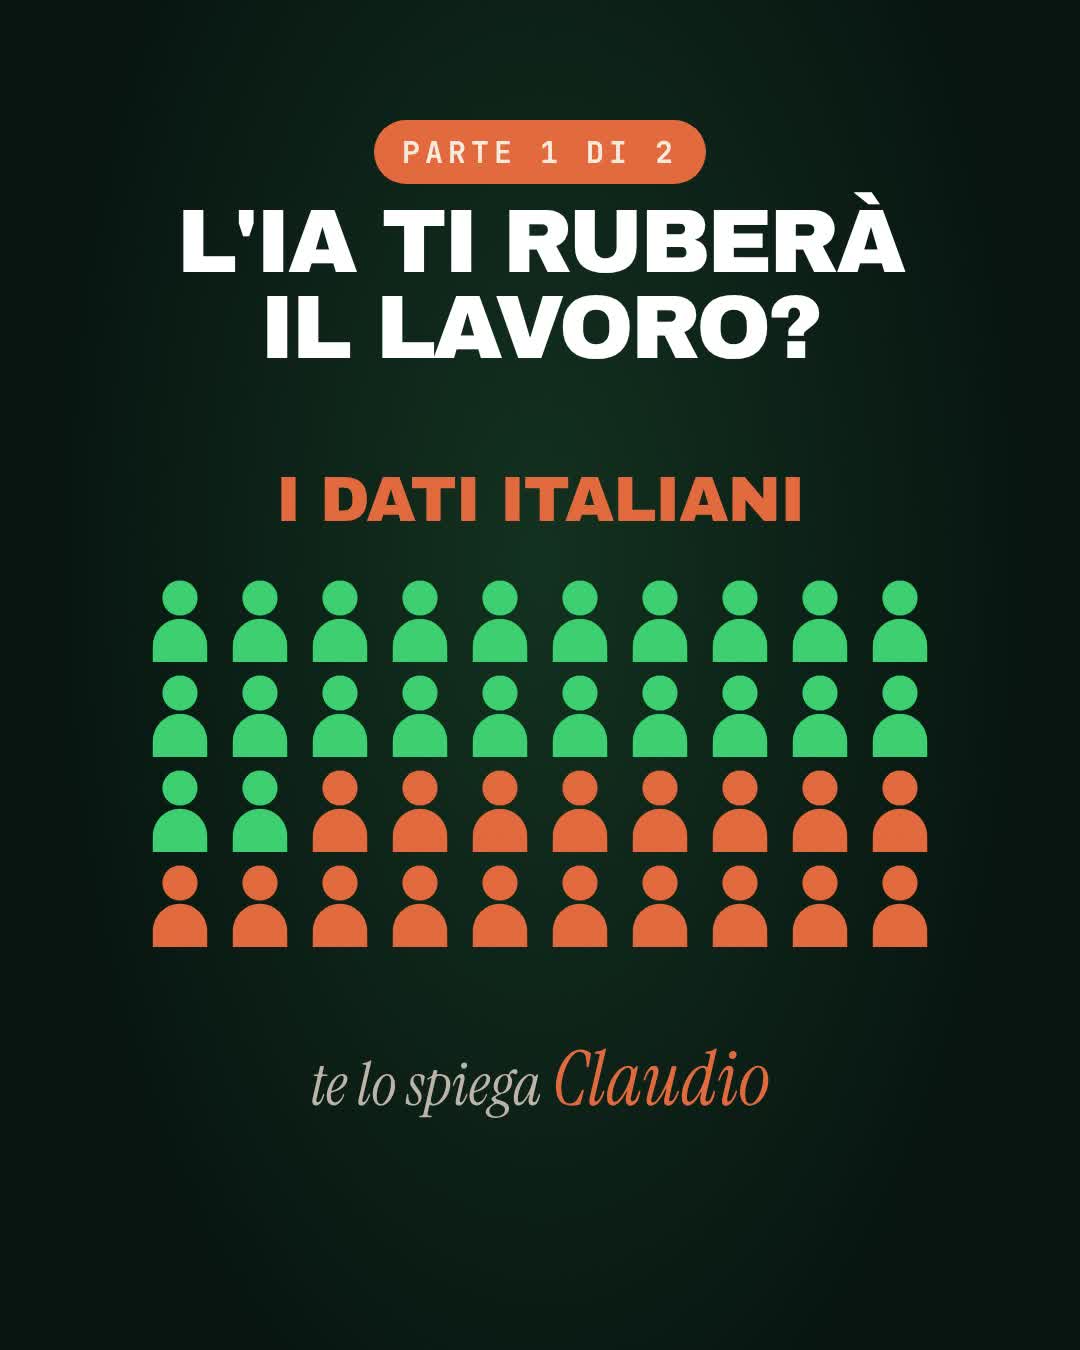 PARTE 1 DI 2
L'IA TI RUBERÀ
IL LAVORO?
I DATI ITALIANI
te lo spiega Claudio